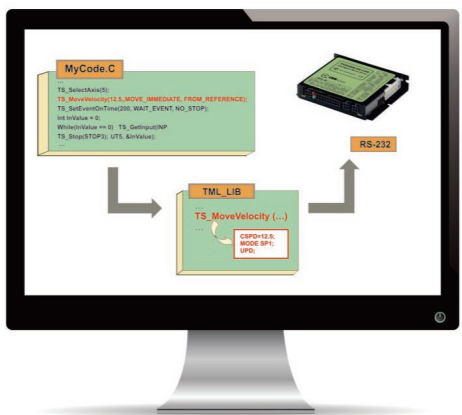 MyCode.C
...
TS_SelectAxis(5);
TS_MoveVelocity(12.5,,MOVE_IMMEDIATE, FROM_REFERENCE);
TS_SetEventOnTime(200, WAIT_EVENT, NO_STOP);
Int InValue = 0;
While(InValue == 0) TS_GetInput(INP
TS_Stop(STOP3); UT5, &InValue);
...
RS-232
TML_LIB
...
TS_MoveVelocity (...)
...
CSPD=12.5;
MODE SP1;
UPD;